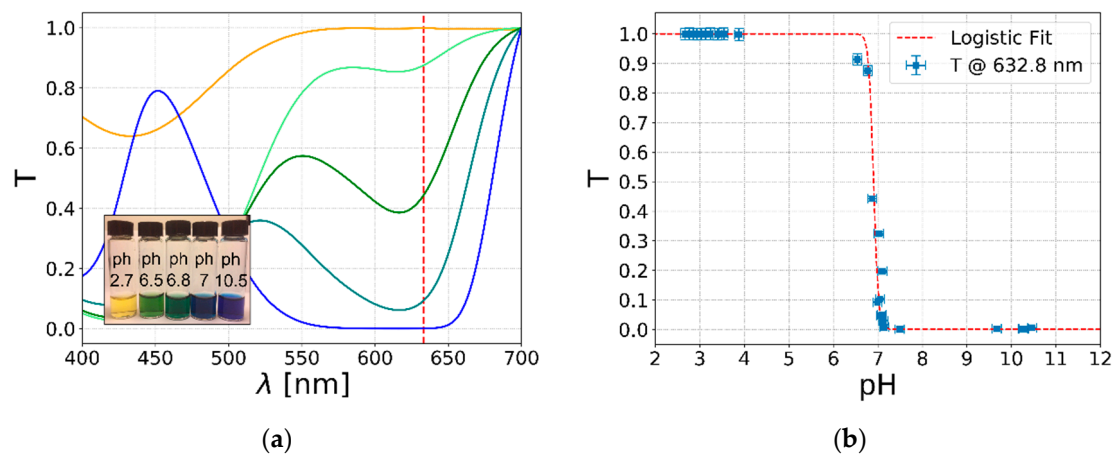 T
1.0
0.8
0.6
0.4
0.2
0.0
400 450 500 550 600 650 700
λ [nm]
ph ph ph ph ph
2.7 6.5 6.8 7 10.5
(a)
T
1.0
0.9
0.8
0.7
0.6
0.5
0.4
0.3
0.2
0.1
0.0
Logistic Fit
T @ 632.8 nm
2 3 4 5 6 7 8 9 10 11 12
pH
(b)